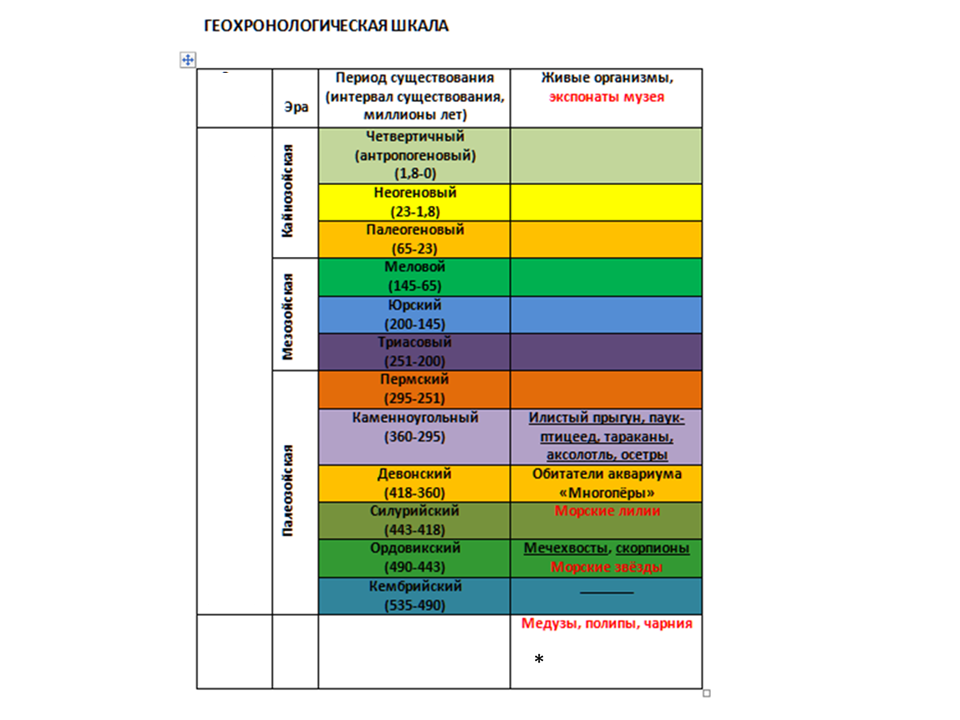 ГЕОХРОНОЛОГИЧЕСКАЯ ШКАЛА
Эра
Период существования
(интервал существования,
миллионы лет)
Живые организмы,
экспонаты музея
Кайнозойская
Четвертичный
(антропогеновый)
(1,8-0)
Неогеновый
(23-1,8)
Палеогеновый
(65-23)
Мезозойская
Меловой
(145-65)
Юрский
(200-145)
Триасовый
(251-200)
Палеозойская
Пермский
(295-251)
Каменноугольный
(360-295)
Илистый прыгун, паук-
птицеед, тараканы,
аксолотль, осетры
Девонский
(418-360)
Обитатели аквариума
«Многопёры»
Силурийский
(443-418)
Морские лилии
Ордовикский
(490-443)
Мечехвосты, скорпионы
Морские звёзды
Кембрийский
(535-490)
Медузы, полипы, чарния
*